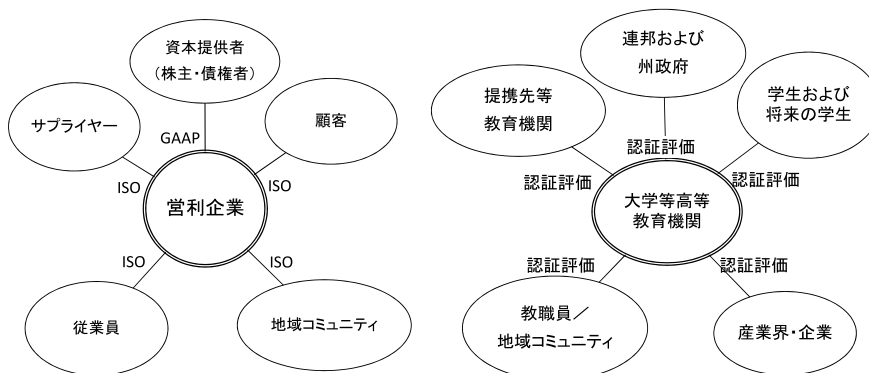 資本提供者
（株主・債権者）
サプライヤー
顧客
GAAP
ISO
ISO
営利企業
ISO
ISO
従業員
地域コミュニティ
連邦および
州政府
提携先等
教育機関
学生および
将来の学生
認証評価
認証評価
認証評価
大学等高等
教育機関
認証評価
認証評価
教職員／
地域コミュニティ
産業界・企業